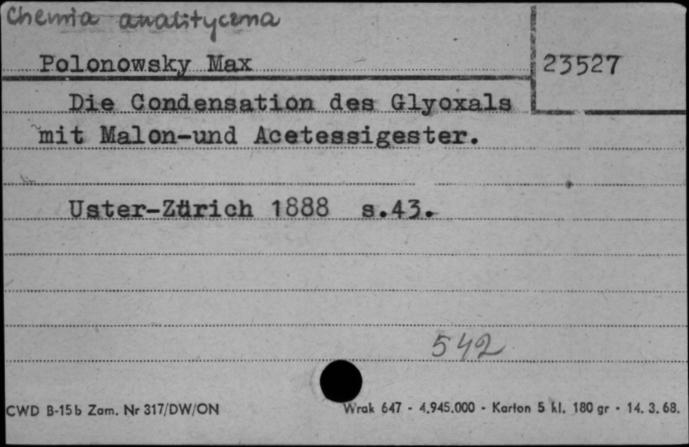 Chemia analityczna
Polonowsky Max
23527
Die Condensation des Glyoxals
mit Malon-und Acetessigester.
Uster-Zürich 1888 s.43.
542
CWD B-15b Zam. Nr 317/DW/ON
Wrak 647 - 4.945.000 - Karton 5 kl. 180 gr - 14. 3. 68.